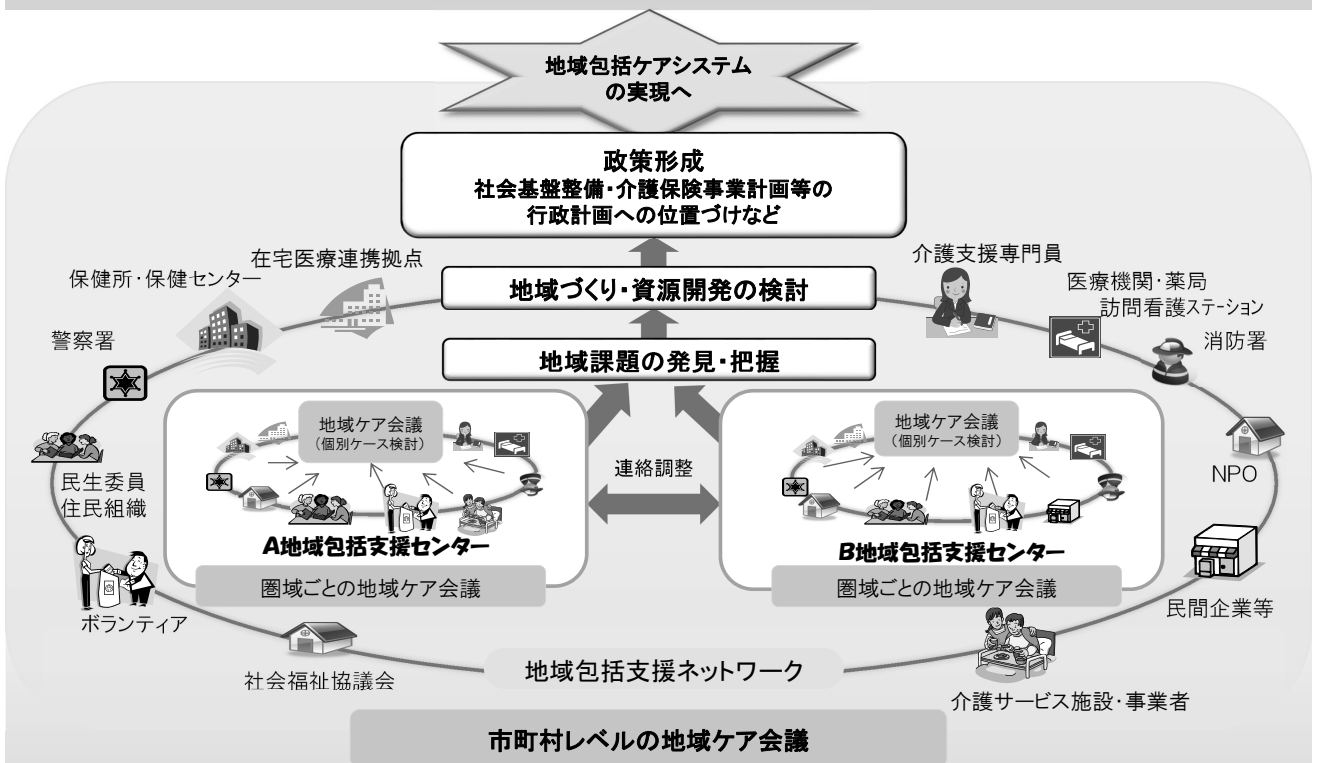 地域包括ケアシステム
の実現へ
政策形成
社会基盤整備・介護保険事業計画等の
行政計画への位置づけなど
在宅医療連携拠点
保健所・保健センター
警察署
介護支援専門員
医療機関・薬局
訪問看護ステーション
消防署
地域づくり・資源開発の検討
地域課題の発見・把握
地域ケア会議
（個別ケース検討）
地域ケア会議
（個別ケース検討）
連絡調整
民生委員
住民組織
NPO
A地域包括支援センター
B地域包括支援センター
圏域ごとの地域ケア会議
圏域ごとの地域ケア会議
ボランティア
民間企業等
社会福祉協議会
地域包括支援ネットワーク
介護サービス施設・事業者
市町村レベルの地域ケア会議